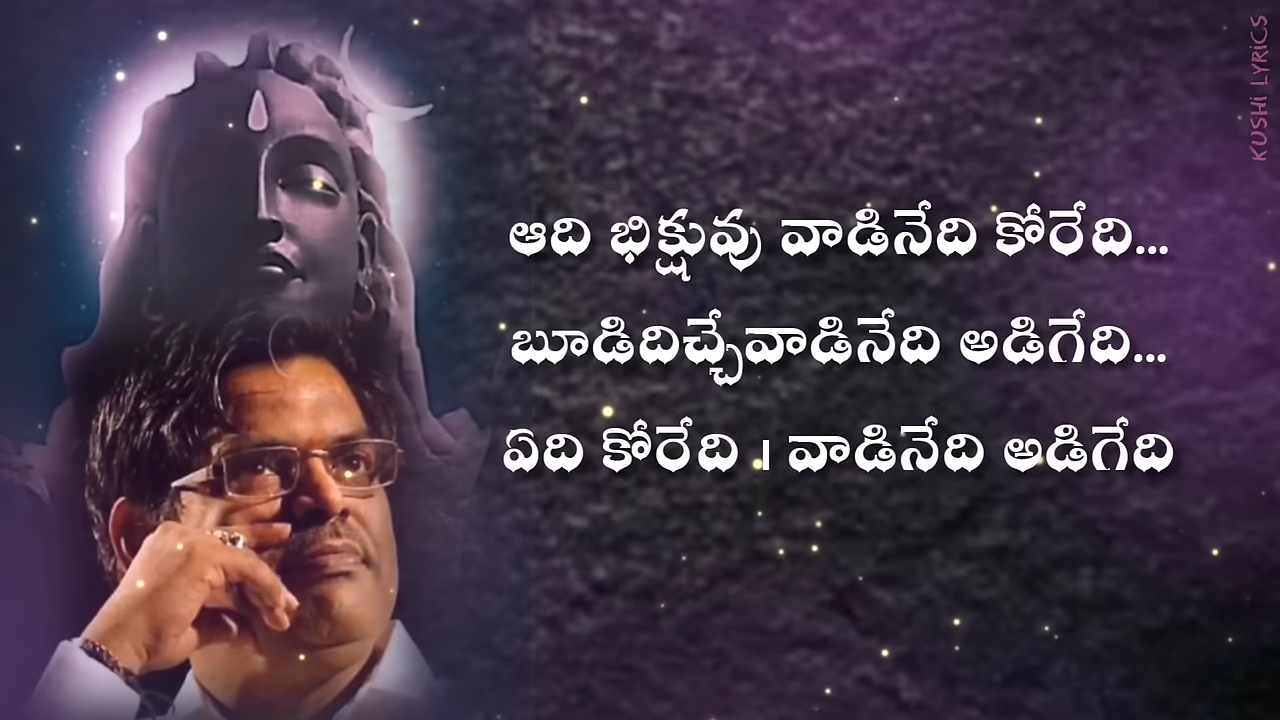 ఆది భిక్షువు వాడినేది కోరేది...
బూడిదిచ్చేవాడినేది అడిగేది...
ఏది కోరేది । వాడినేది అడిగేది
KUSHi LYRiCS